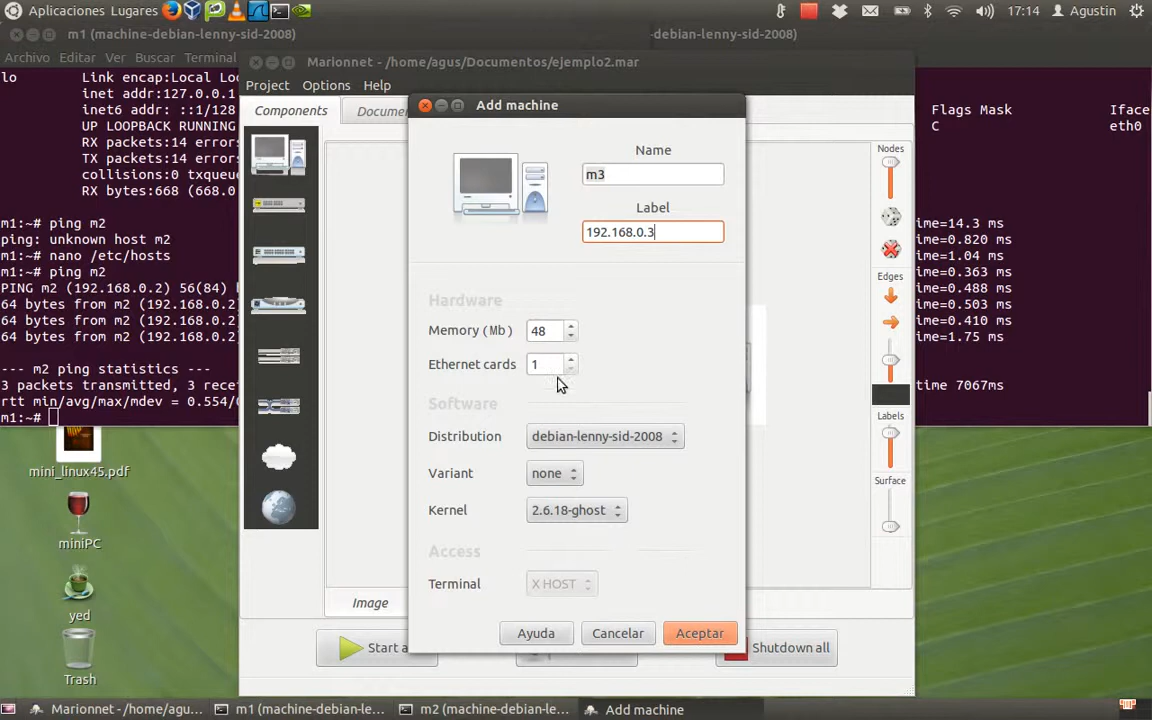 Aplicaciones Lugares 17:14 Agustin
m1 (machine-debian-lenny-sid-2008)
-debian-lenny-sid-2008)
Archivo Editar Ver Buscar Terminal
Marionnet - /home/agus/Documentos/ejemplo2.mar
Project Options Help
Components Docume
lo Link encap:Local Lo
inet addr:127.0.0.1
inet6 addr: ::1/128
UP LOOPBACK RUNNING
RX packets:14 errors
TX packets:14 errors
collisions:0 txqueue
RX bytes:668 (668.0
m1:~# ping m2
ping: unknown host m2
m1:~# nano /etc/hosts
m1:~# ping m2
PING m2 (192.168.0.2) 56(84) b
64 bytes from m2 (192.168.0.2)
64 bytes from m2 (192.168.0.2)
64 bytes from m2 (192.168.0.2)
--- m2 ping statistics ---
3 packets transmitted, 3 recei
rtt min/avg/max/mdev = 0.554/0
m1:~#
Add machine
Name
m3
Label
192.168.0.3
Hardware
Memory (Mb) 48
Ethernet cards 1
Software
Distribution debian-lenny-sid-2008
Variant none
Kernel 2.6.18-ghost
Access
Terminal X HOST
Ayuda Cancelar Aceptar
Image
Start a
Shutdown all
Nodes
Edges
Labels
Surface
Flags Mask Iface
C eth0
ime=14.3 ms
ime=0.820 ms
ime=1.04 ms
ime=0.363 ms
ime=0.488 ms
ime=0.503 ms
ime=0.410 ms
ime=1.75 ms
time 7067ms
mini_linux45.pdf
miniPC
yed
Trash
Marionnet - /home/agu... m1 (machine-debian-le... m2 (machine-debian-le... Add machine